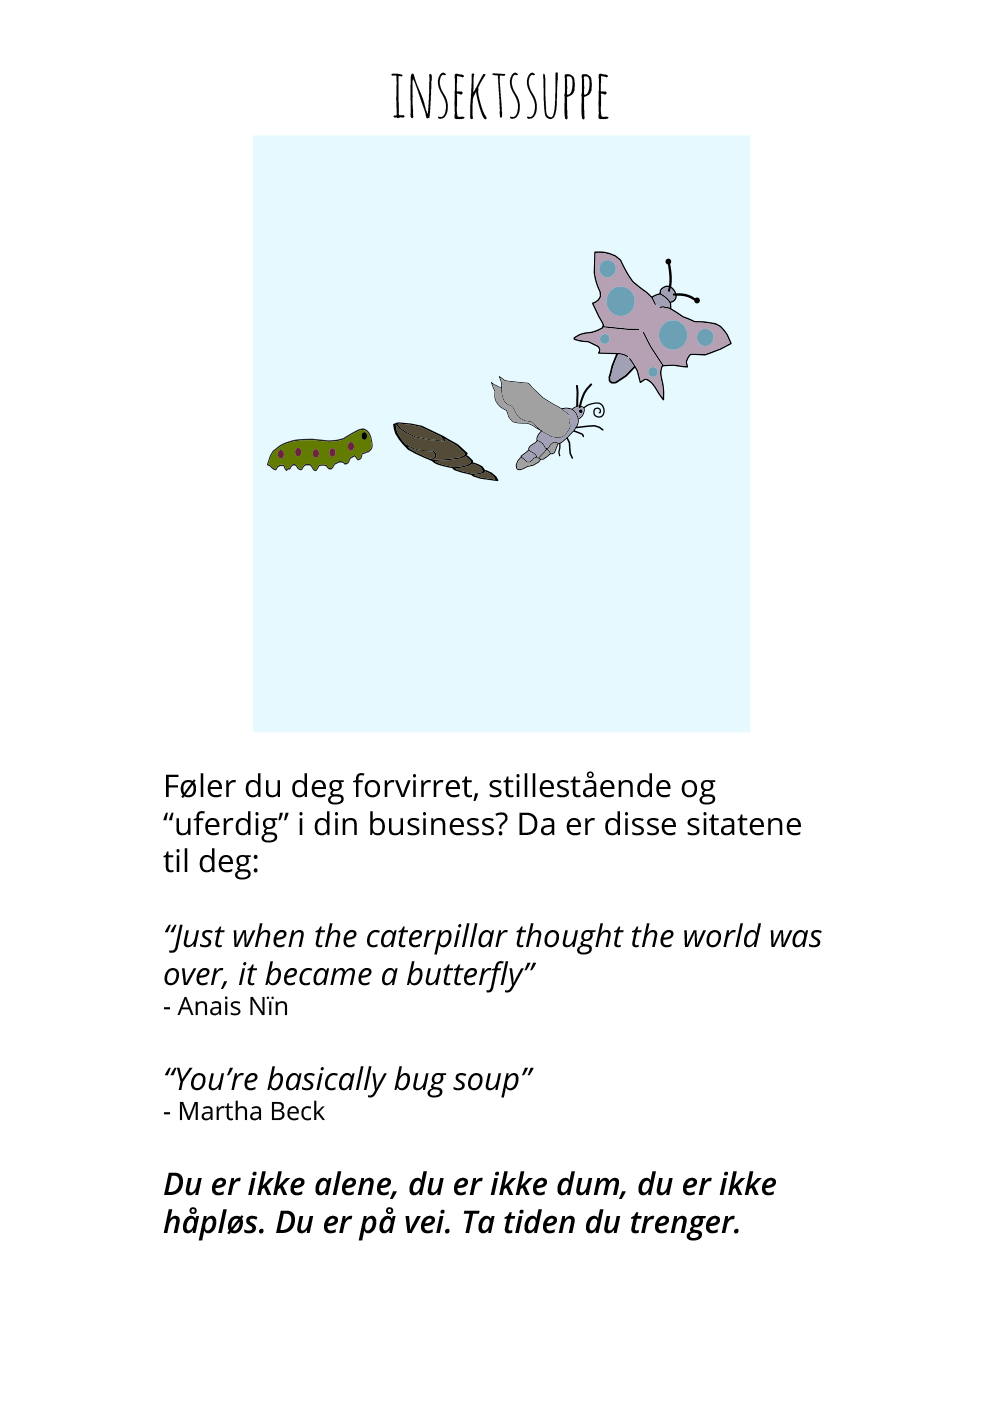 INSEKTSSUPPE
Føler du deg forvirret, stillestående og
“uferdig” i din business? Da er disse sitatene
til deg:
“Just when the caterpillar thought the world was
over, it became a butterfly”
- Anais Nïn
“You’re basically bug soup”
- Martha Beck
Du er ikke alene, du er ikke dum, du er ikke
håpløs. Du er på vei. Ta tiden du trenger.